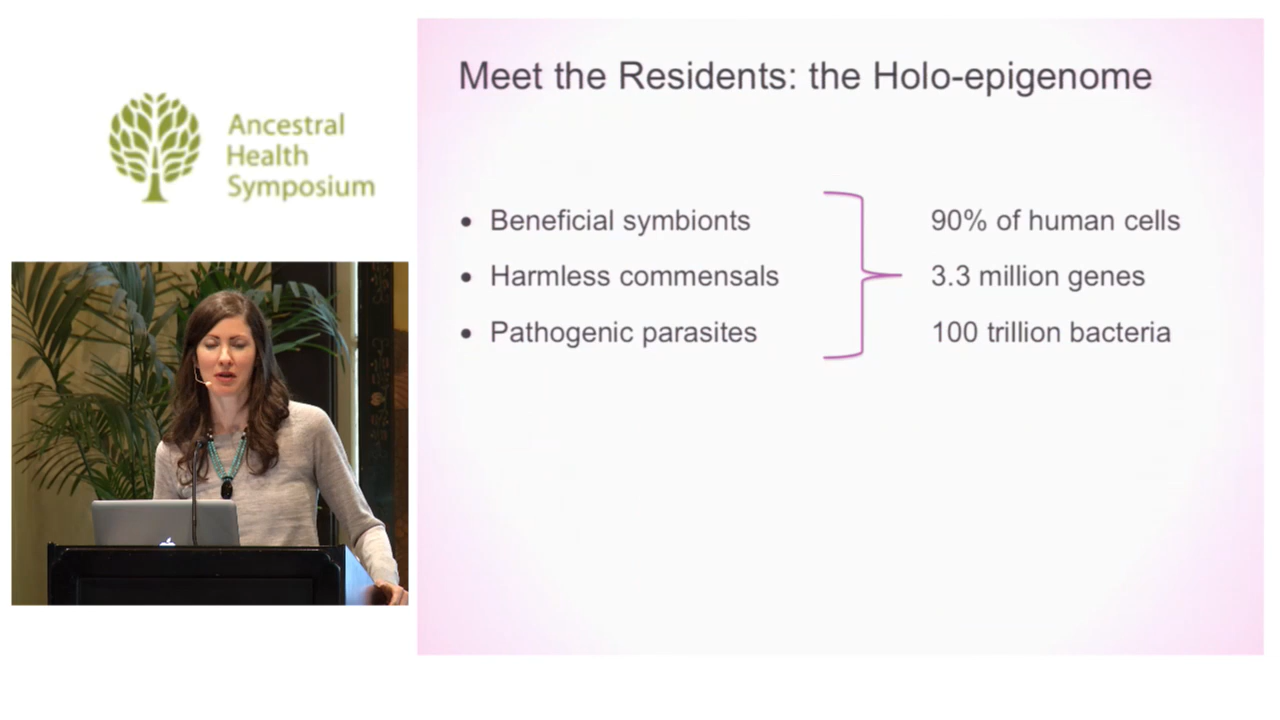 Ancestral
Health
Symposium
Meet the Residents: the Holo-epigenome
• Beneficial symbionts
• Harmless commensals
• Pathogenic parasites
90% of human cells
3.3 million genes
100 trillion bacteria